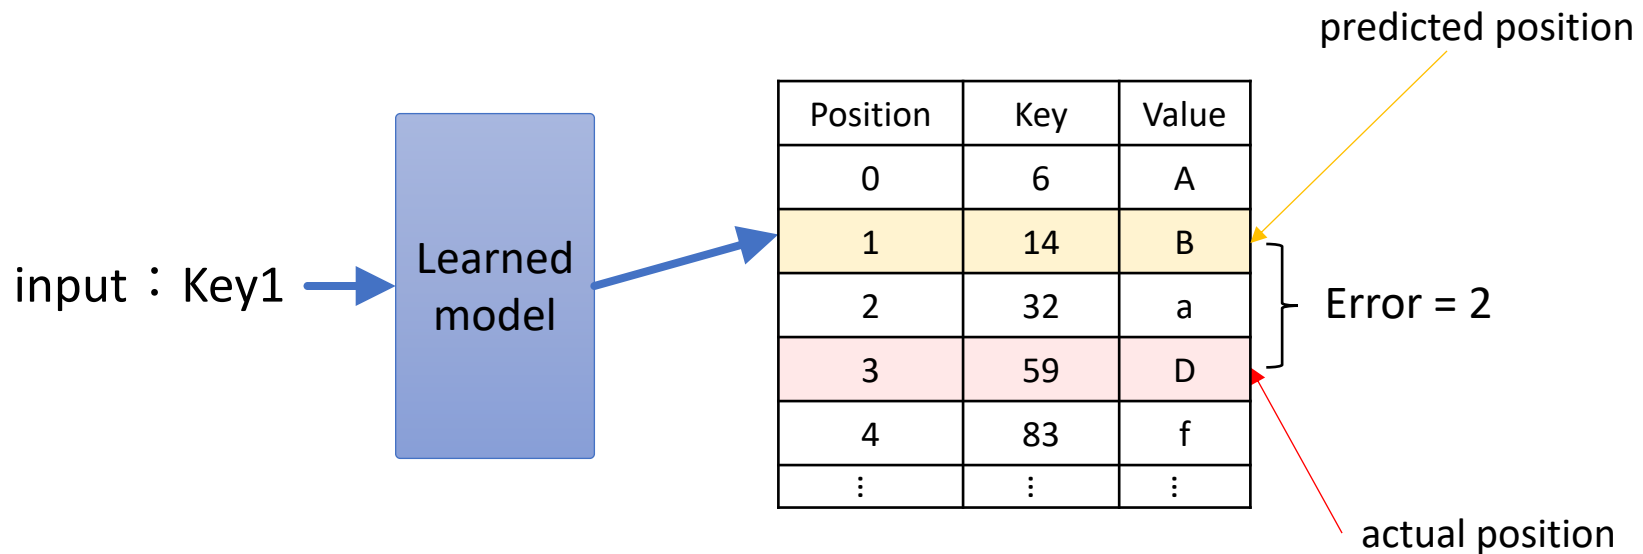 predicted position
Position Key Value
0 6 A
1 14 B
2 32 a
3 59 D
4 83 f
⋮ ⋮ ⋮
input：Key1
Learned
model
Error = 2
actual position